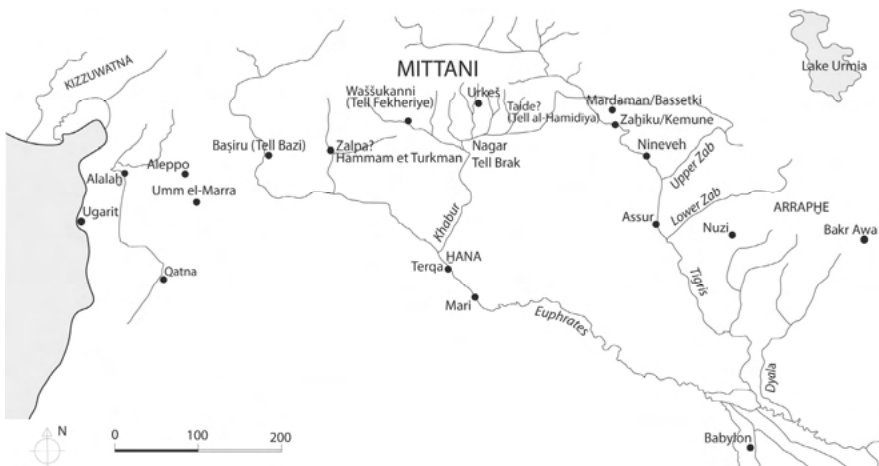 KIZZUWATNA
Lake Urmia
MITTANI
Waššukanni
(Tell Fekheriye)
Urkeš
Taide?
(Tell al-Hamidiya)
Mardaman/Bassetki
Zaḫiku/Kemune
Baṣiru (Tell Bazi)
Zalpa?
Hammam et Turkman
Nagar
Tell Brak
Nineveh
Upper Zab
Alalaḫ
Aleppo
Umm el-Marra
Ugarit
Khabur
Assur
Lower Zab
Nuzi
ARRAPḪE
Bakr Awa
Qatna
ḪANA
Terqa
Mari
Tigris
Euphrates
Dyala
N
0 100 200
Babylon